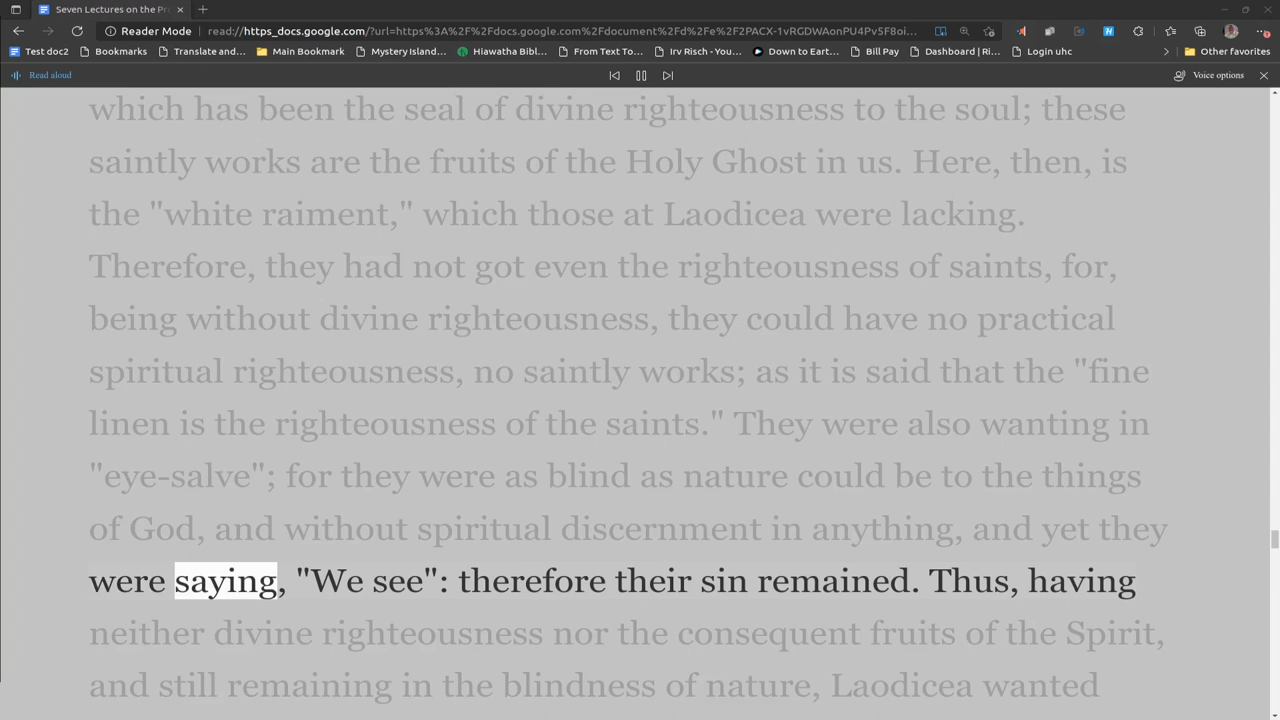 Seven Lectures on the Pr
Reader Mode
read://https_docs.google.com/?url=https%3A%2F%2Fdocs.google.com%2Fdocument%2Fd%2Fe%2F2PACX-1vRGDWAonPU4Pv5F8oi...
Test doc2 Bookmarks Translate and... Main Bookmark Mystery Island... Hiawatha Bibl... From Text To... Irv Risch - You... Down to Eart... Bill Pay Dashboard | Ri... Login uhc Other favorites
Read aloud Voice options
which has been the seal of divine righteousness to the soul; these
saintly works are the fruits of the Holy Ghost in us. Here, then, is
the "white raiment," which those at Laodicea were lacking.
Therefore, they had not got even the righteousness of saints, for,
being without divine righteousness, they could have no practical
spiritual righteousness, no saintly works; as it is said that the "fine
linen is the righteousness of the saints." They were also wanting in
"eye-salve"; for they were as blind as nature could be to the things
of God, and without spiritual discernment in anything, and yet they
were saying, "We see": therefore their sin remained. Thus, having
neither divine righteousness nor the consequent fruits of the Spirit,
and still remaining in the blindness of nature, Laodicea wanted